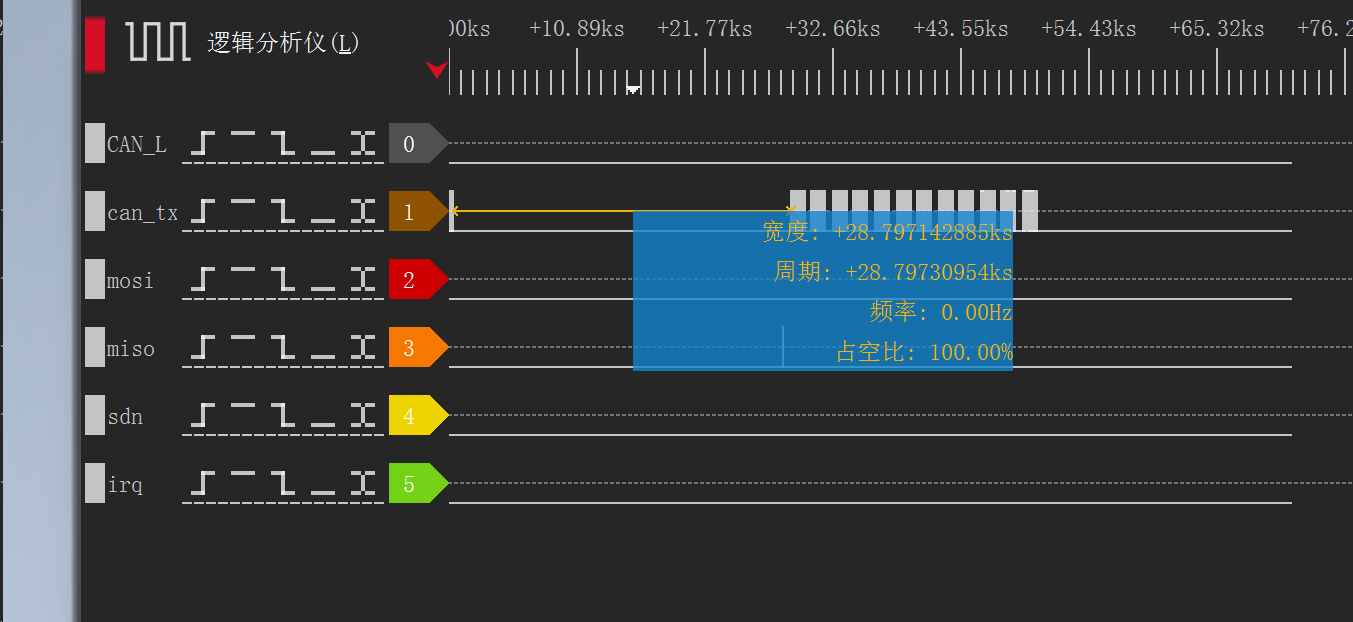 逻辑分析仪(L)
00ks +10.89ks +21.77ks +32.66ks +43.55ks +54.43ks +65.32ks +76.2
CAN_L 0
can_tx 1
宽度: +28.797142885ks
周期: +28.79730954ks
频率: 0.00Hz
占空比: 100.00%
mosi 2
miso 3
sdn 4
irq 5